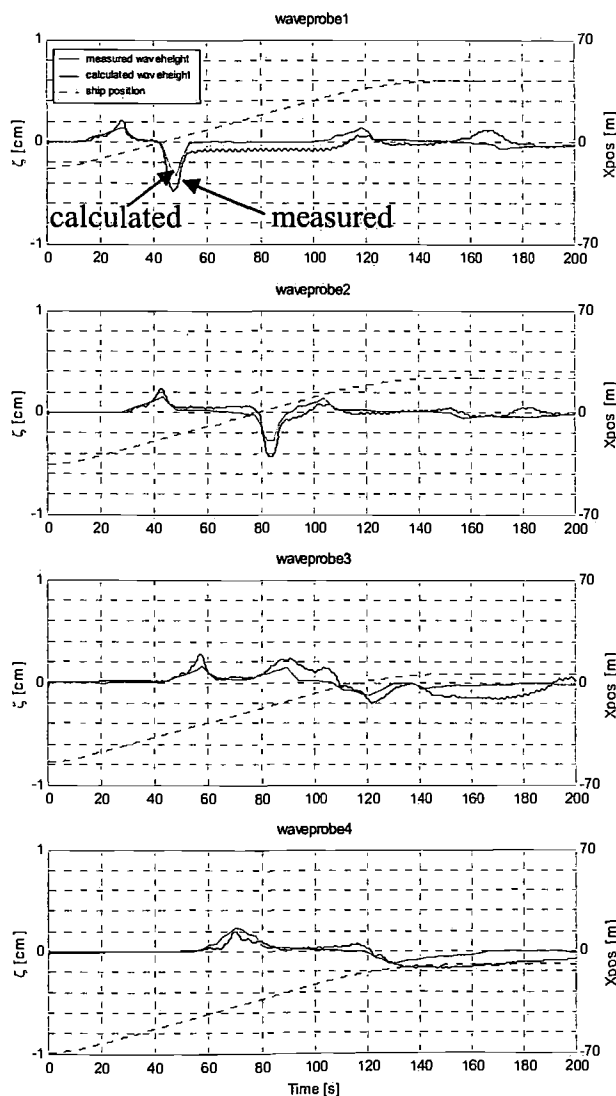 waveprobe1
1
0
-1
ζ [cm]
measured waveheight
calculated waveheight
ship position
calculated
measured
70
0
-70
Xpos [m]
0 20 40 60 80 100 120 140 160 180 200
waveprobe2
1
0
-1
ζ [cm]
70
0
-70
Xpos [m]
0 20 40 60 80 100 120 140 160 180 200
waveprobe3
1
0
-1
ζ [cm]
70
0
-70
Xpos [m]
0 20 40 60 80 100 120 140 160 180 200
waveprobe4
1
0
-1
ζ [cm]
70
0
-70
Xpos [m]
0 20 40 60 80 100 120 140 160 180 200
Time [s]